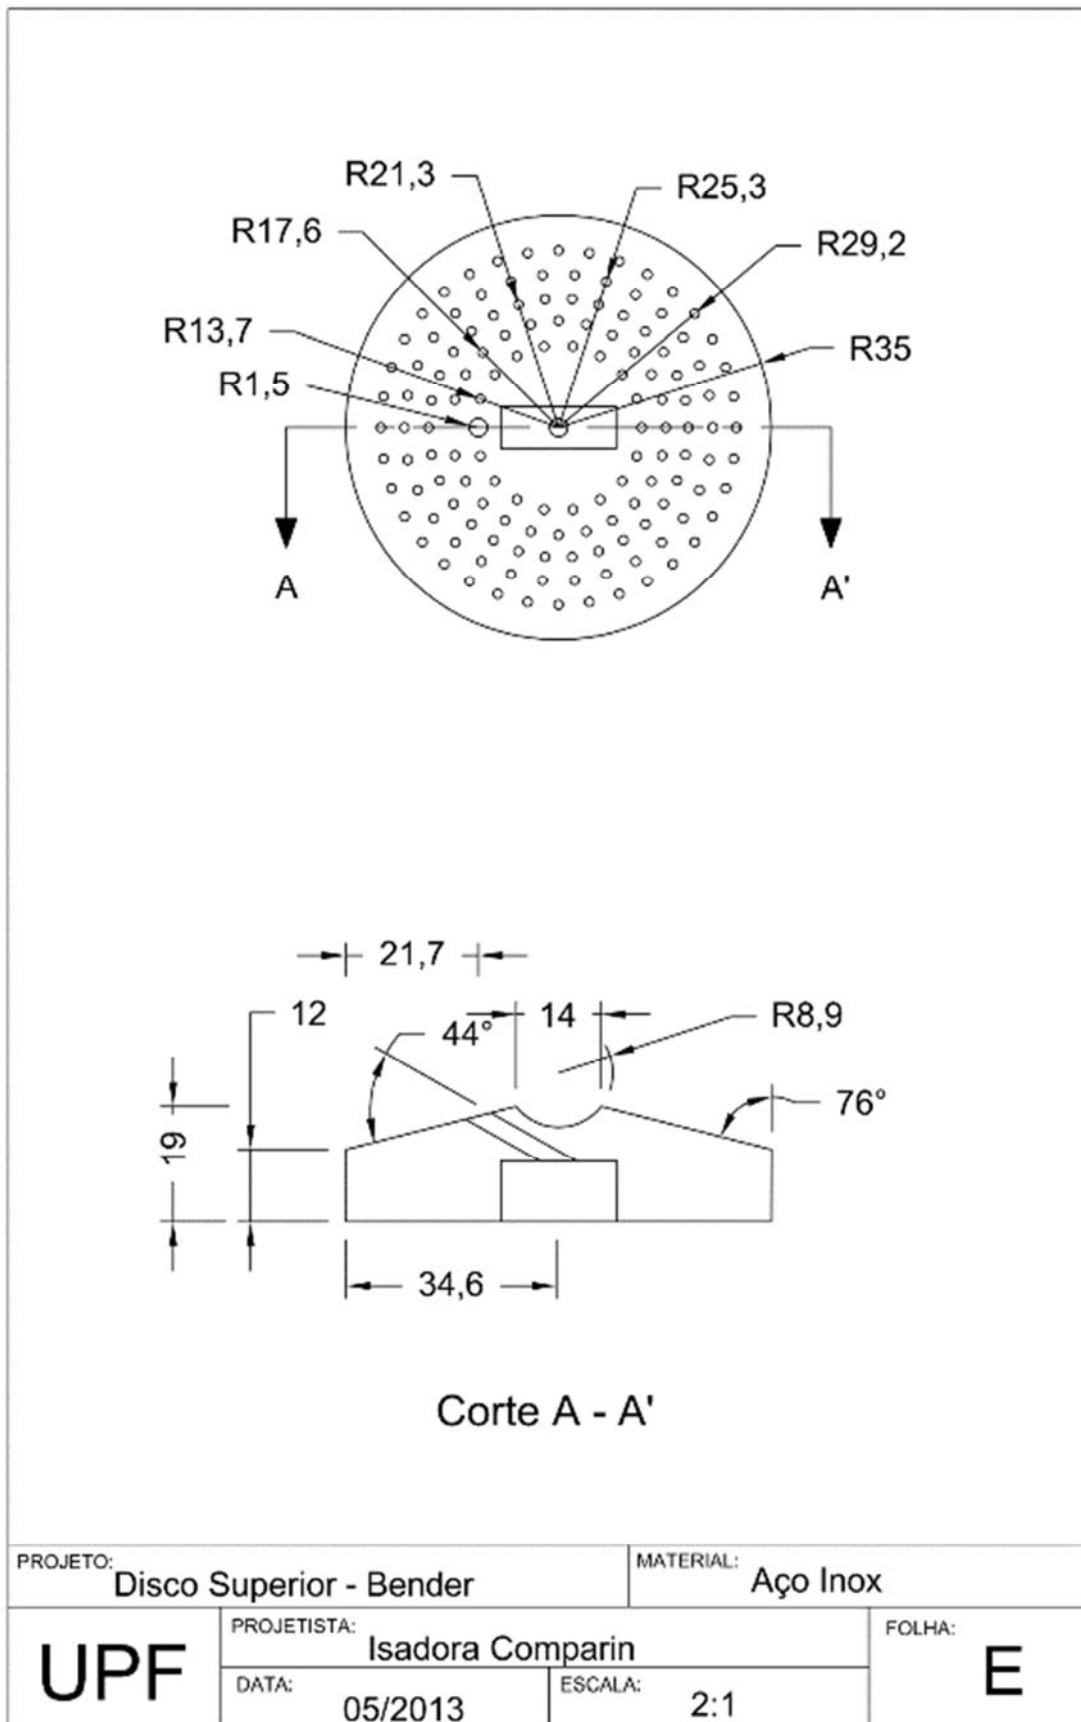 R21,3
R25,3
R17,6
R29,2
R13,7
R35
R1,5
A
A'
21,7
12
44°
14
R8,9
76°
19
34,6
Corte A - A'
PROJETO:
Disco Superior - Bender
MATERIAL:
Aço Inox
UPF
PROJETISTA:
Isadora Comparin
FOLHA:
E
DATA:
05/2013
ESCALA:
2:1